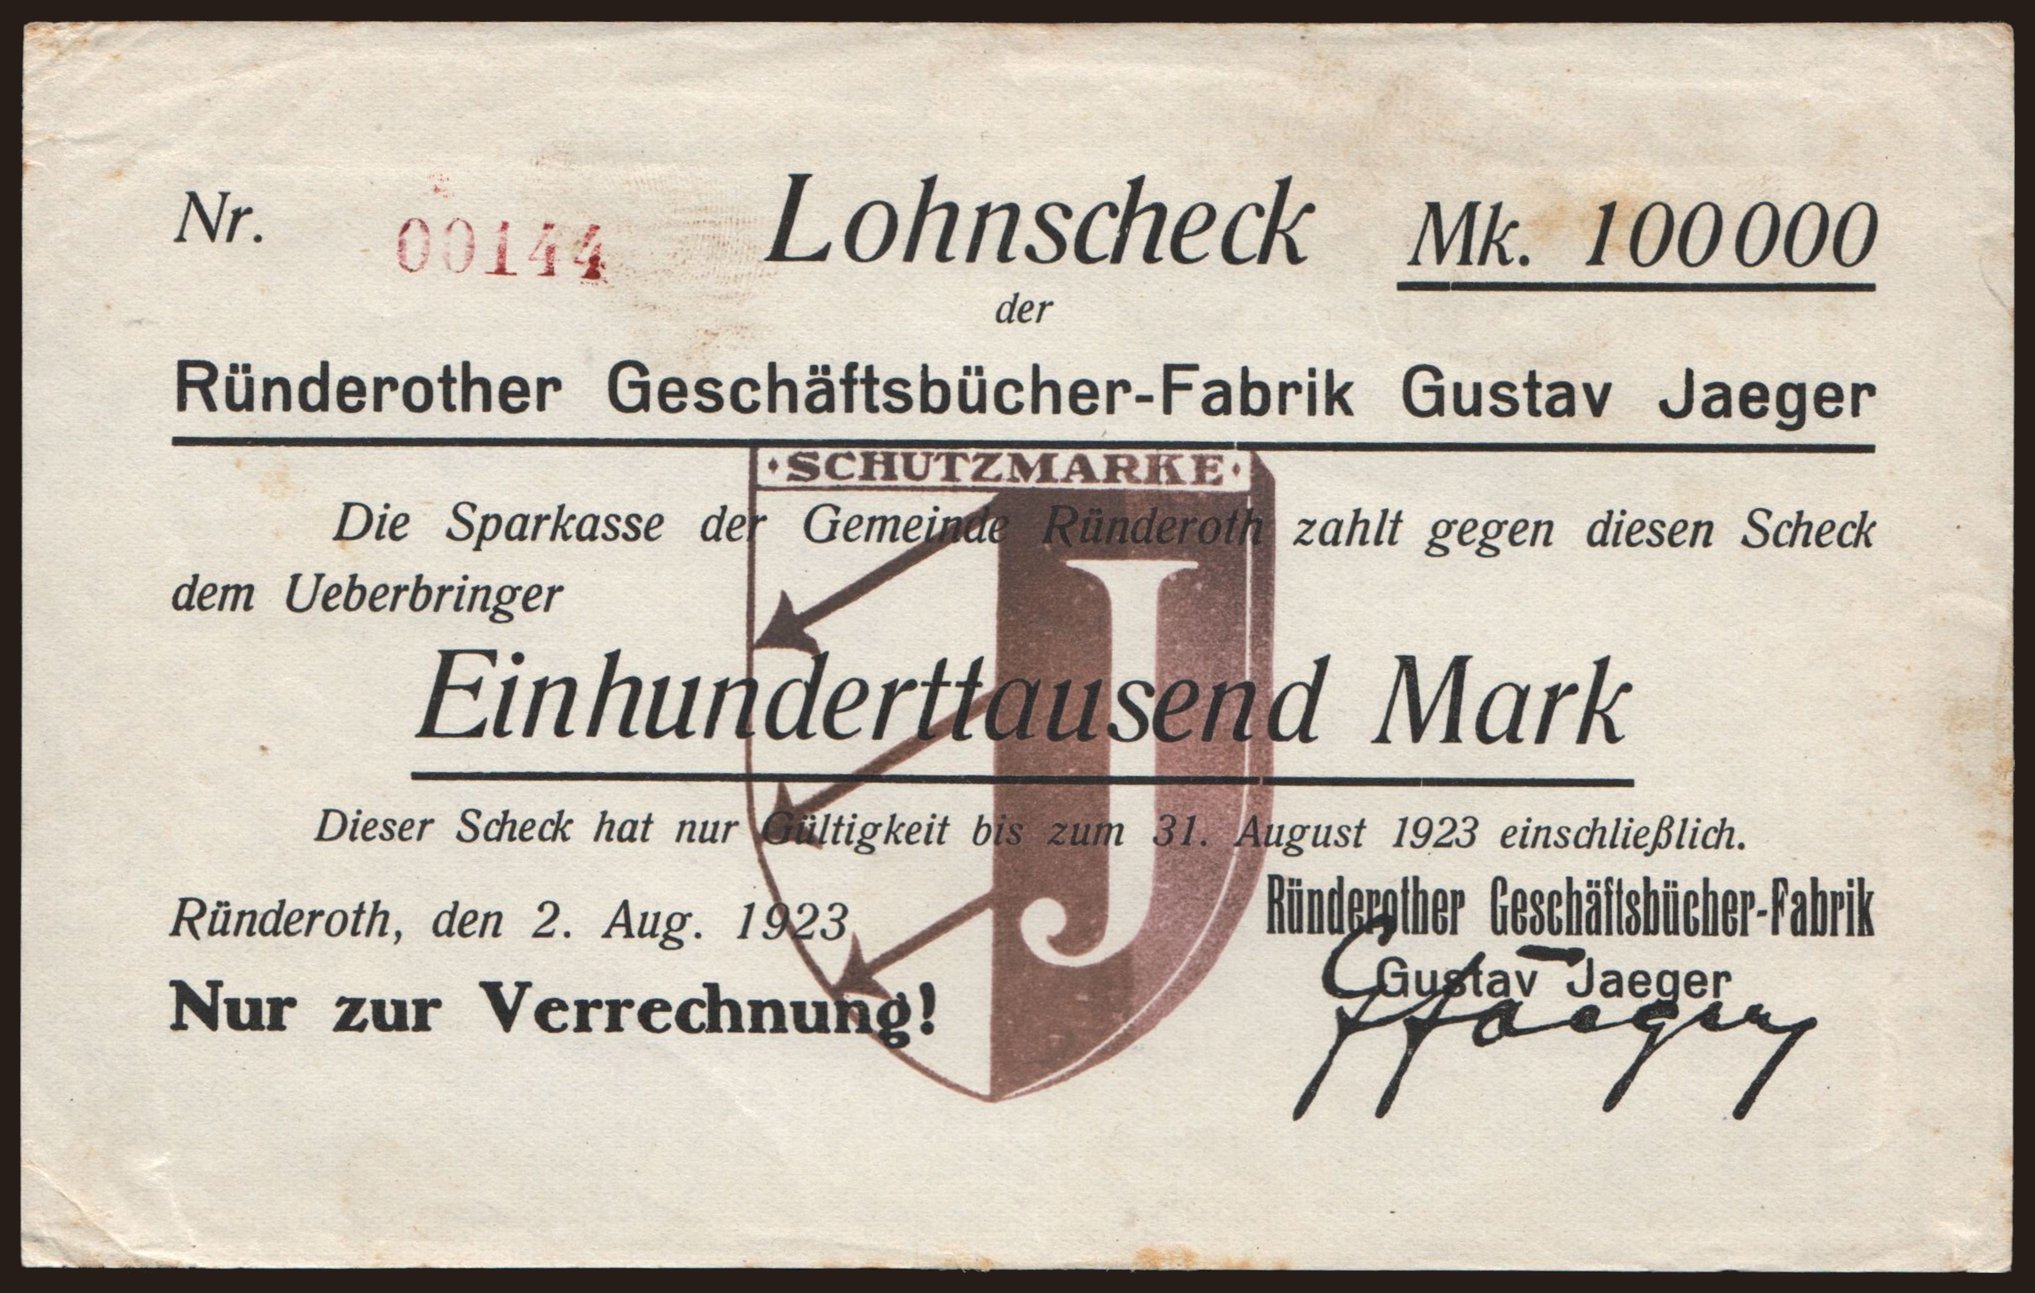 Nr. 00144 Lohnscheck Mk. 100000
der
Ründerother Geschäftsbücher-Fabrik Gustav Jaeger
·SCHUTZMARKE·
Die Sparkasse der Gemeinde Ründeroth zahlt gegen diesen Scheck
dem Ueberbringer
Einhunderttausend Mark
J
Dieser Scheck hat nur Gültigkeit bis zum 31. August 1923 einschließlich.
Ründeroth, den 2. Aug. 1923
Nur zur Verrechnung!
Ründerother Geschäftsbücher-Fabrik
Gustav Jaeger
GJaeger